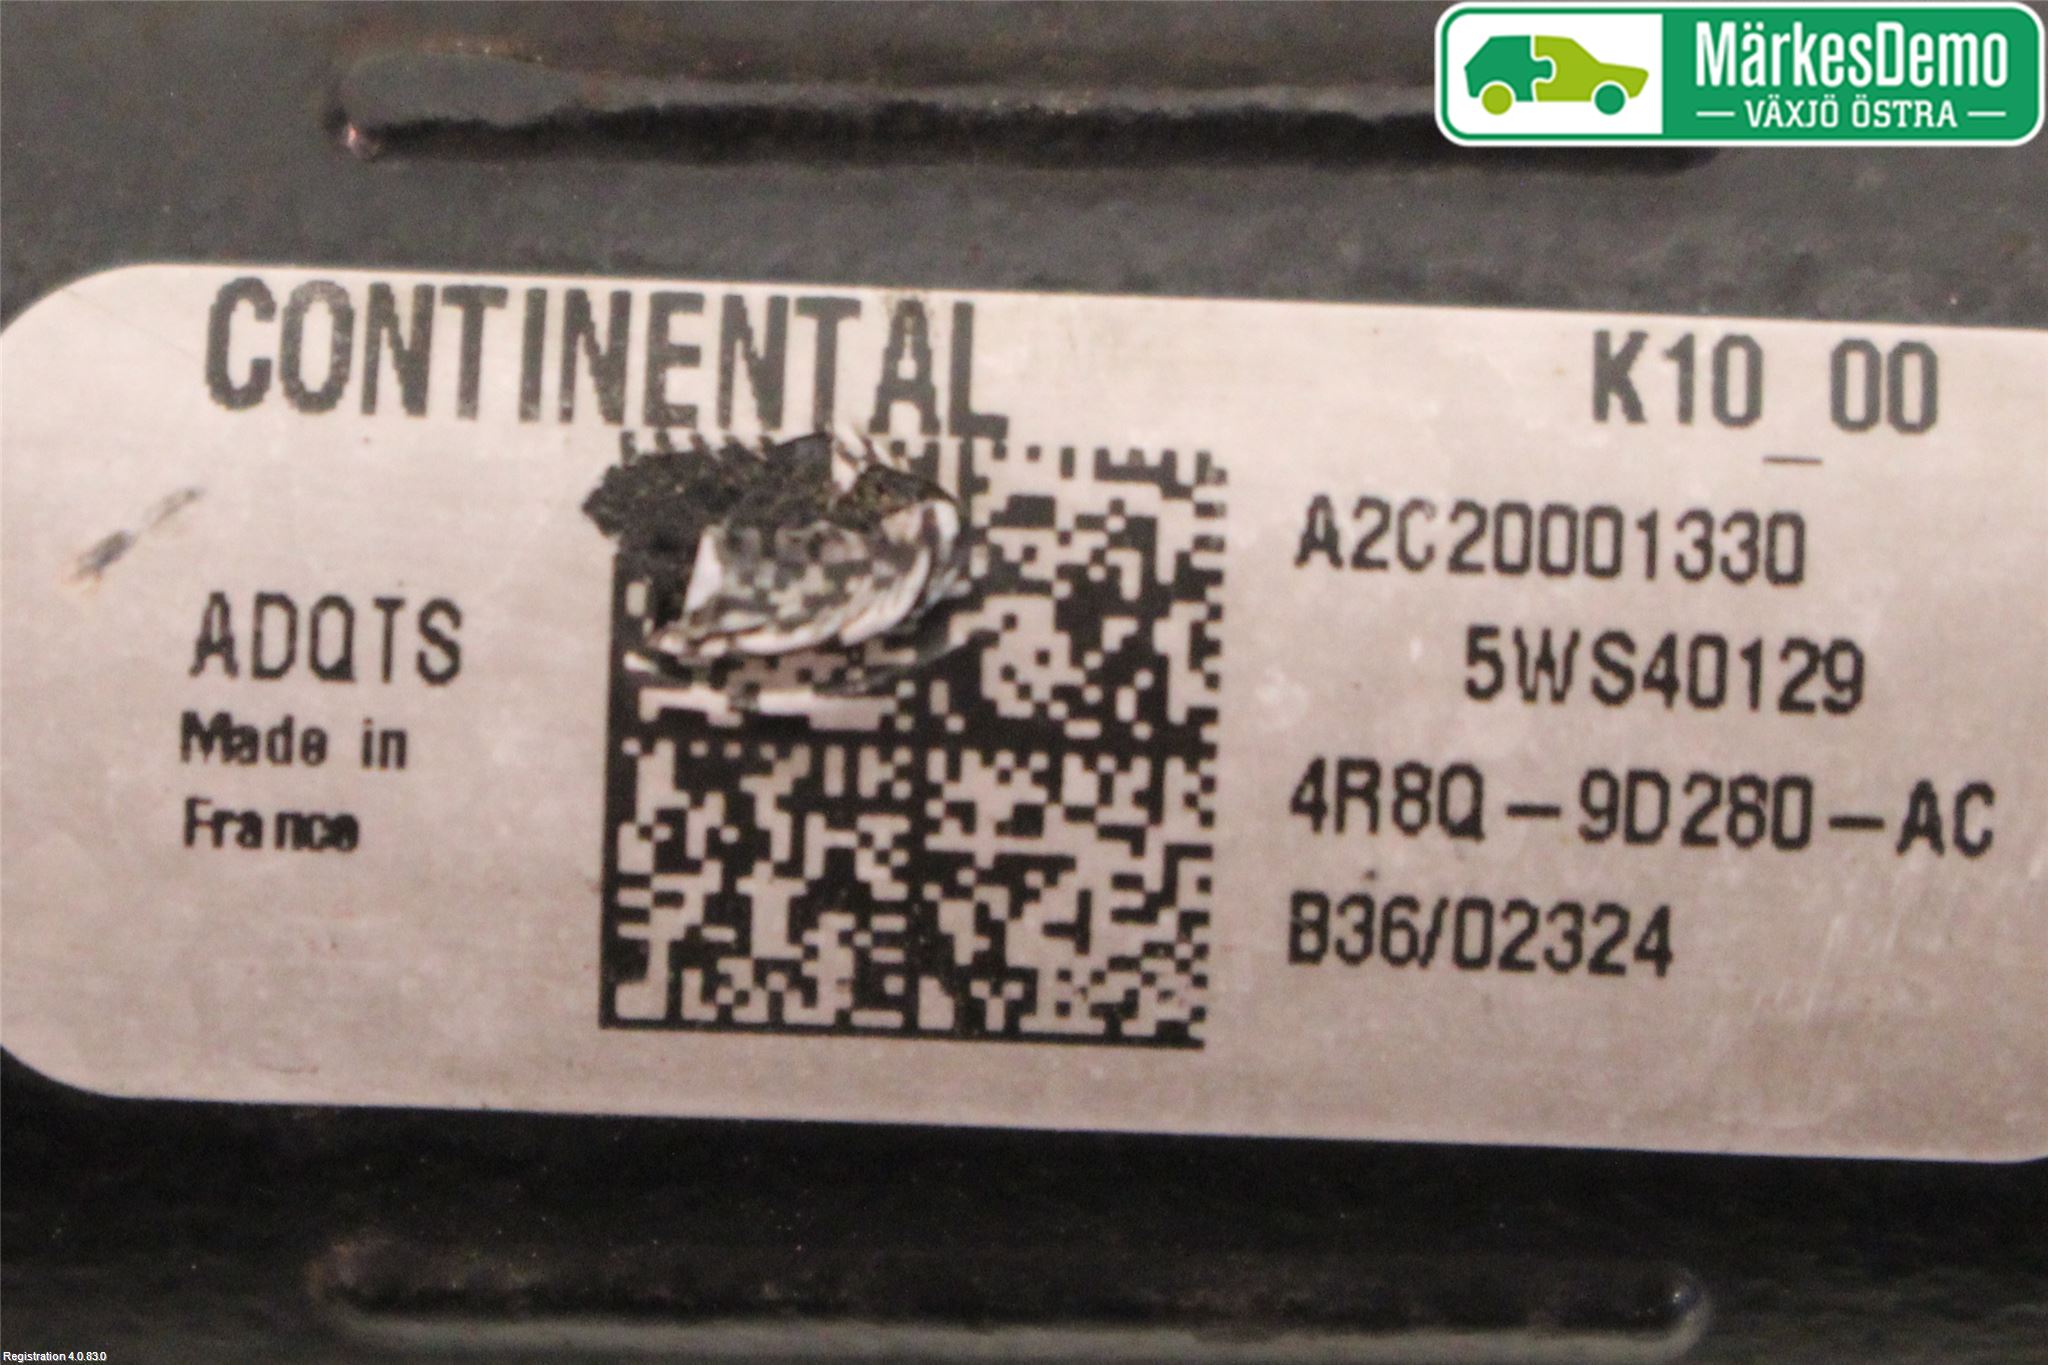 MärkesDemo
— VÄXJÖ ÖSTRA —
CONTINENTAL
K10_00
A2C20001330
ADQTS
5WS40129
Made in
4R8Q-9D280-AC
France
B36/02324
Registration 4.0.83.0